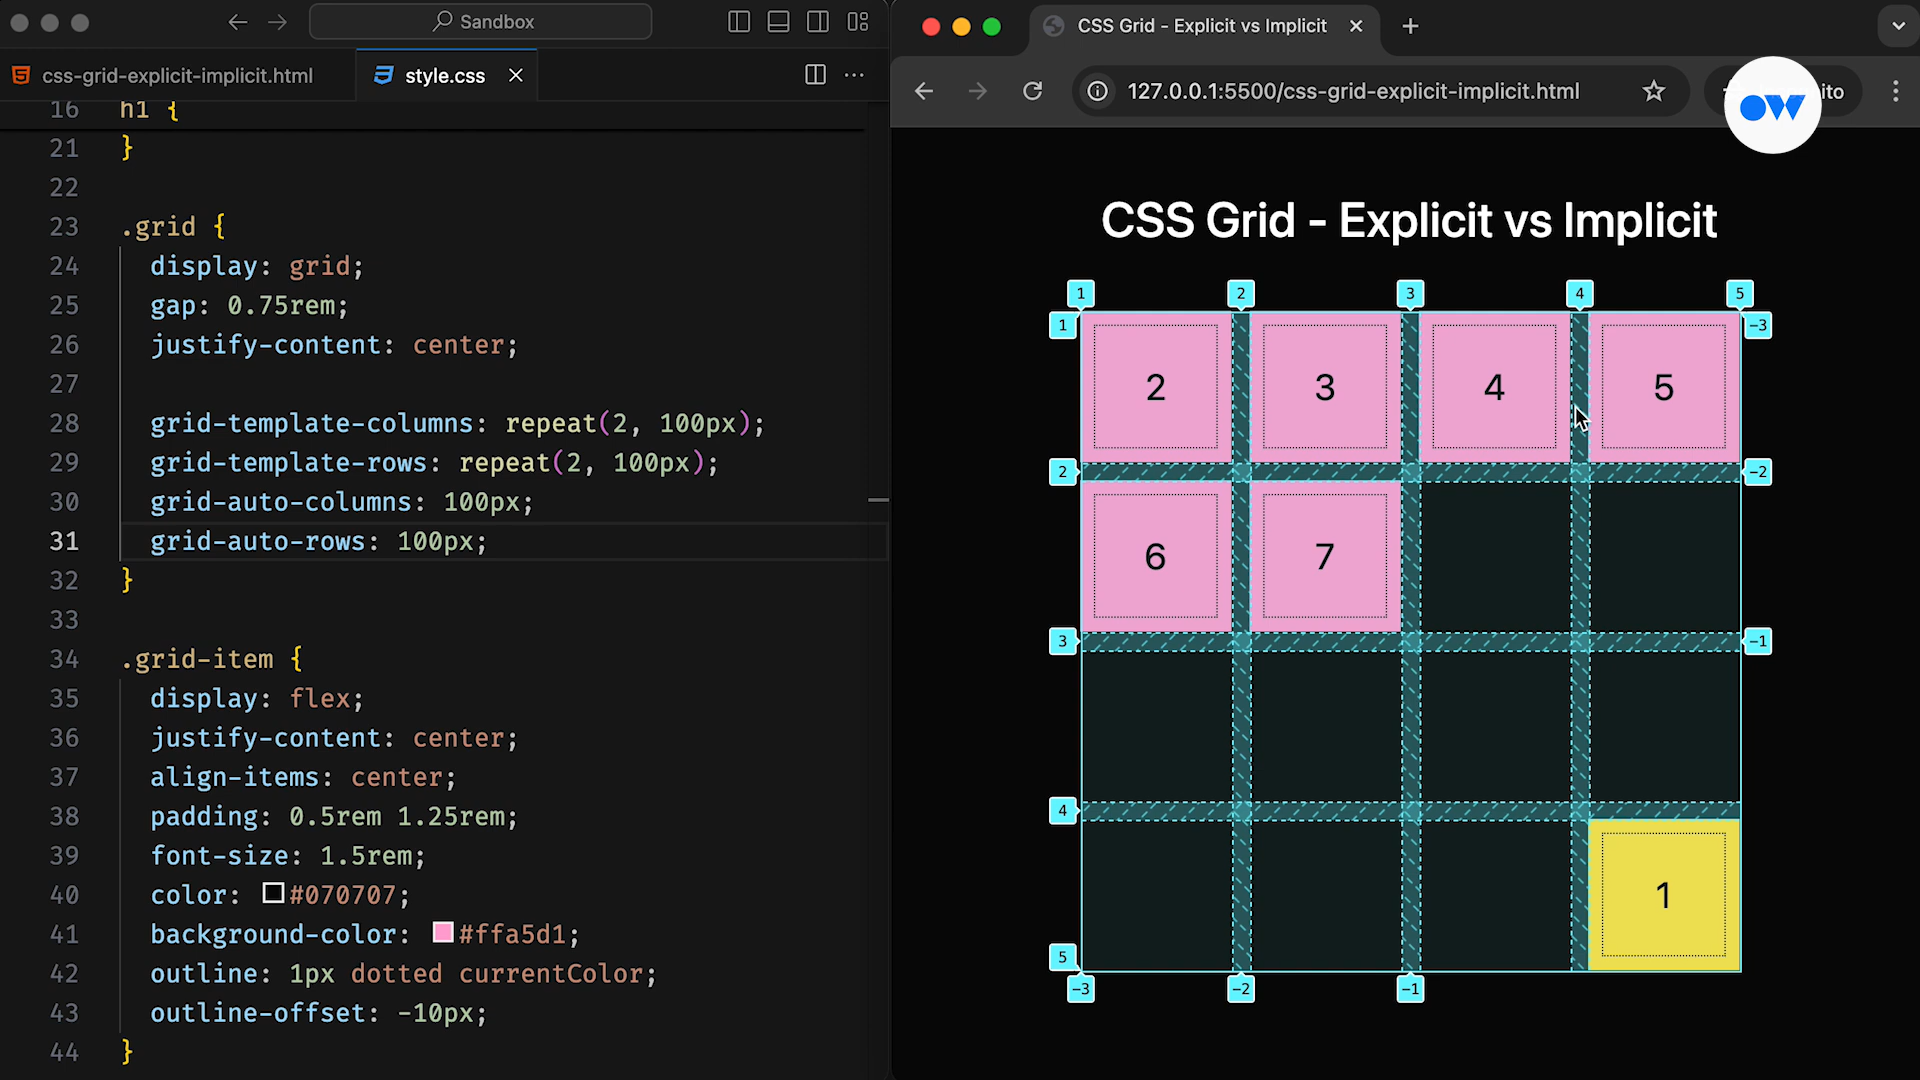 Sandbox
css-grid-explicit-implicit.html
style.css
16 h1 {
21 }
22
23 .grid {
24 display: grid;
25 gap: 0.75rem;
26 justify-content: center;
27
28 grid-template-columns: repeat(2, 100px);
29 grid-template-rows: repeat(2, 100px);
30 grid-auto-columns: 100px;
31 grid-auto-rows: 100px;
32 }
33
34 .grid-item {
35 display: flex;
36 justify-content: center;
37 align-items: center;
38 padding: 0.5rem 1.25rem;
39 font-size: 1.5rem;
40 color: #070707;
41 background-color: #ffa5d1;
42 outline: 1px dotted currentColor;
43 outline-offset: -10px;
44 }
CSS Grid - Explicit vs Implicit
127.0.0.1:5500/css-grid-explicit-implicit.html
ow
CSS Grid - Explicit vs Implicit
1 2 3 4 5
1 -3
2 3 4 5
2 -2
6 7
3 -1
4
1
5
-3 -2 -1